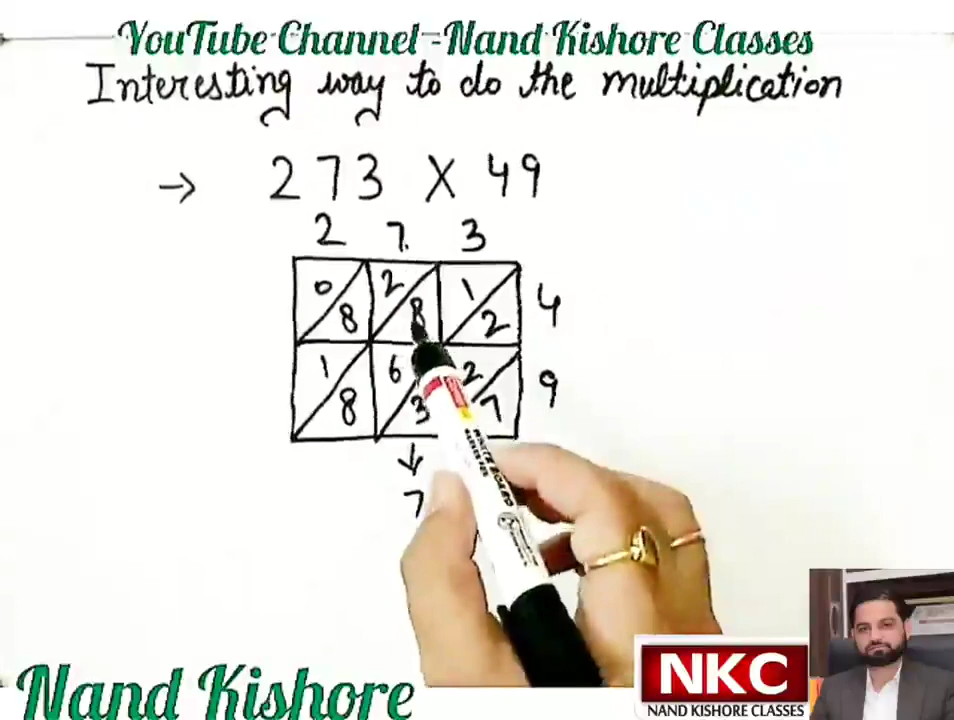 YouTube Channel -Nand Kishore Classes
Interesting way to do the multiplication
→ 273 X 49
2 7. 3
0 8 2 8 1 2 4
1 8 6 3 2 7 9
↓
7
Nand Kishore
NKC
NAND KISHORE CLASSES